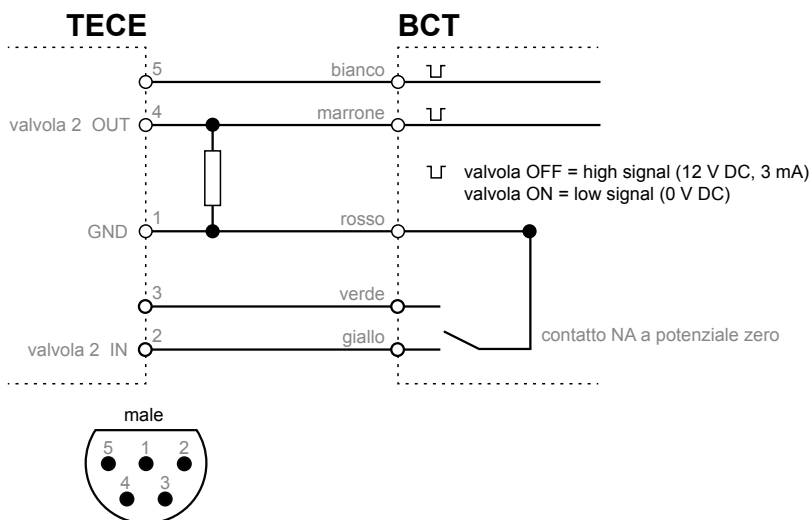 TECE BCT
5 bianco
valvola 2 OUT 4 marrone
valvola OFF = high signal (12 V DC, 3 mA)
valvola ON = low signal (0 V DC)
GND 1 rosso
3 verde
valvola 2 IN 2 giallo contatto NA a potenziale zero
male
5 1 2
4 3